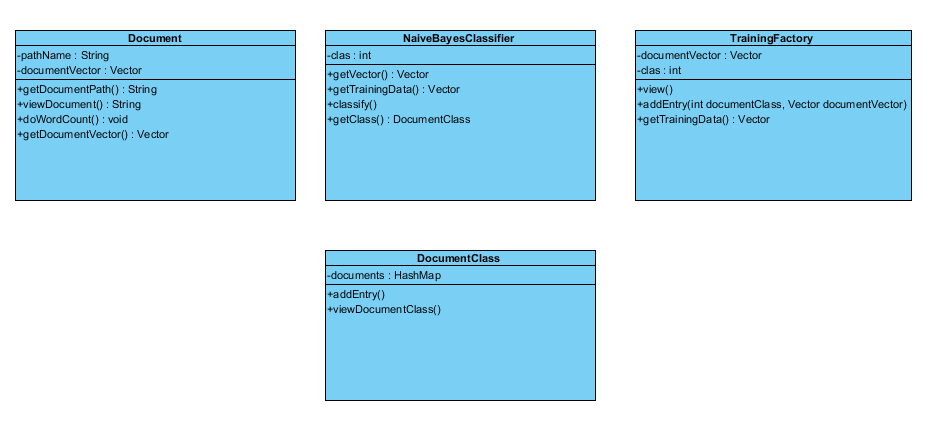 Document
-pathName : String
-documentVector : Vector
+getDocumentPath() : String
+viewDocument() : String
+doWordCount() : void
+getDocumentVector() : Vector
NaiveBayesClassifier
-clas : int
+getVector() : Vector
+getTrainingData() : Vector
+classify()
+getClass() : DocumentClass
TrainingFactory
-documentVector : Vector
-clas : int
+view()
+addEntry(int documentClass, Vector documentVector)
+getTrainingData() : Vector
DocumentClass
-documents : HashMap
+addEntry()
+viewDocumentClass()